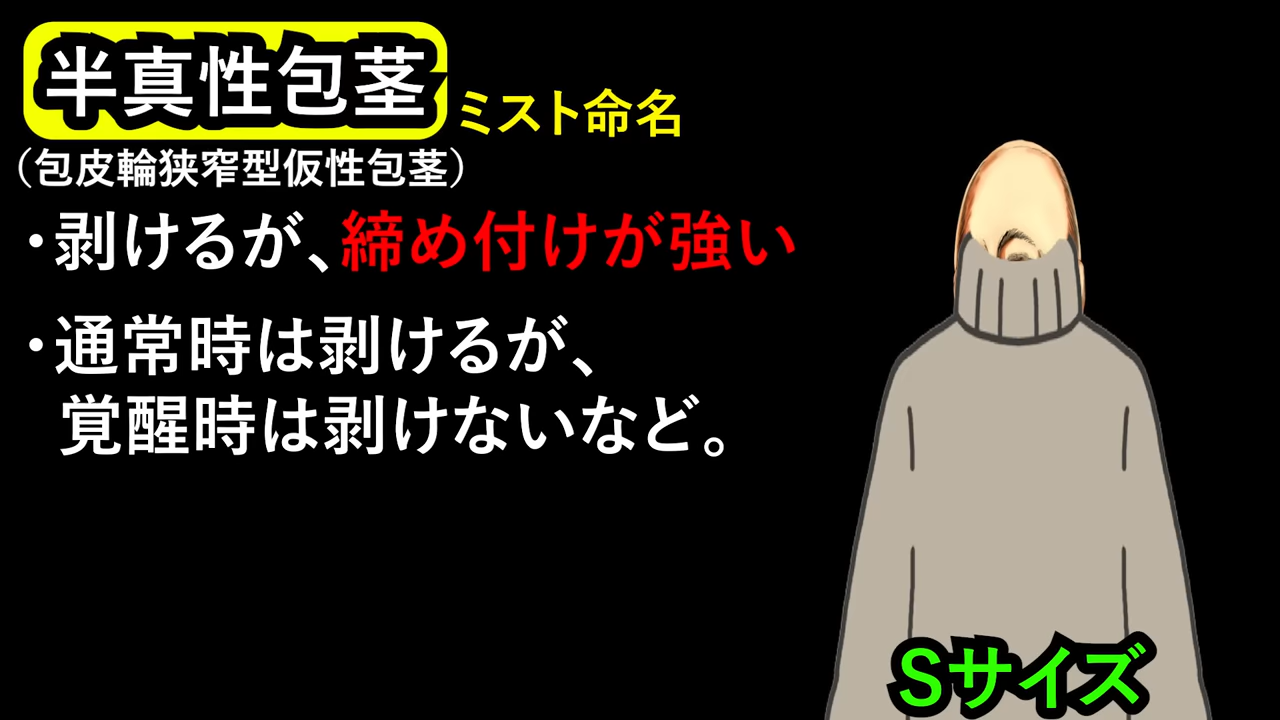 半真性包茎
ミスト命名
（包皮輪狭窄型仮性包茎）
・剥けるが、締め付けが強い
・通常時は剥けるが、
覚醒時は剥けないなど。
Sサイズ